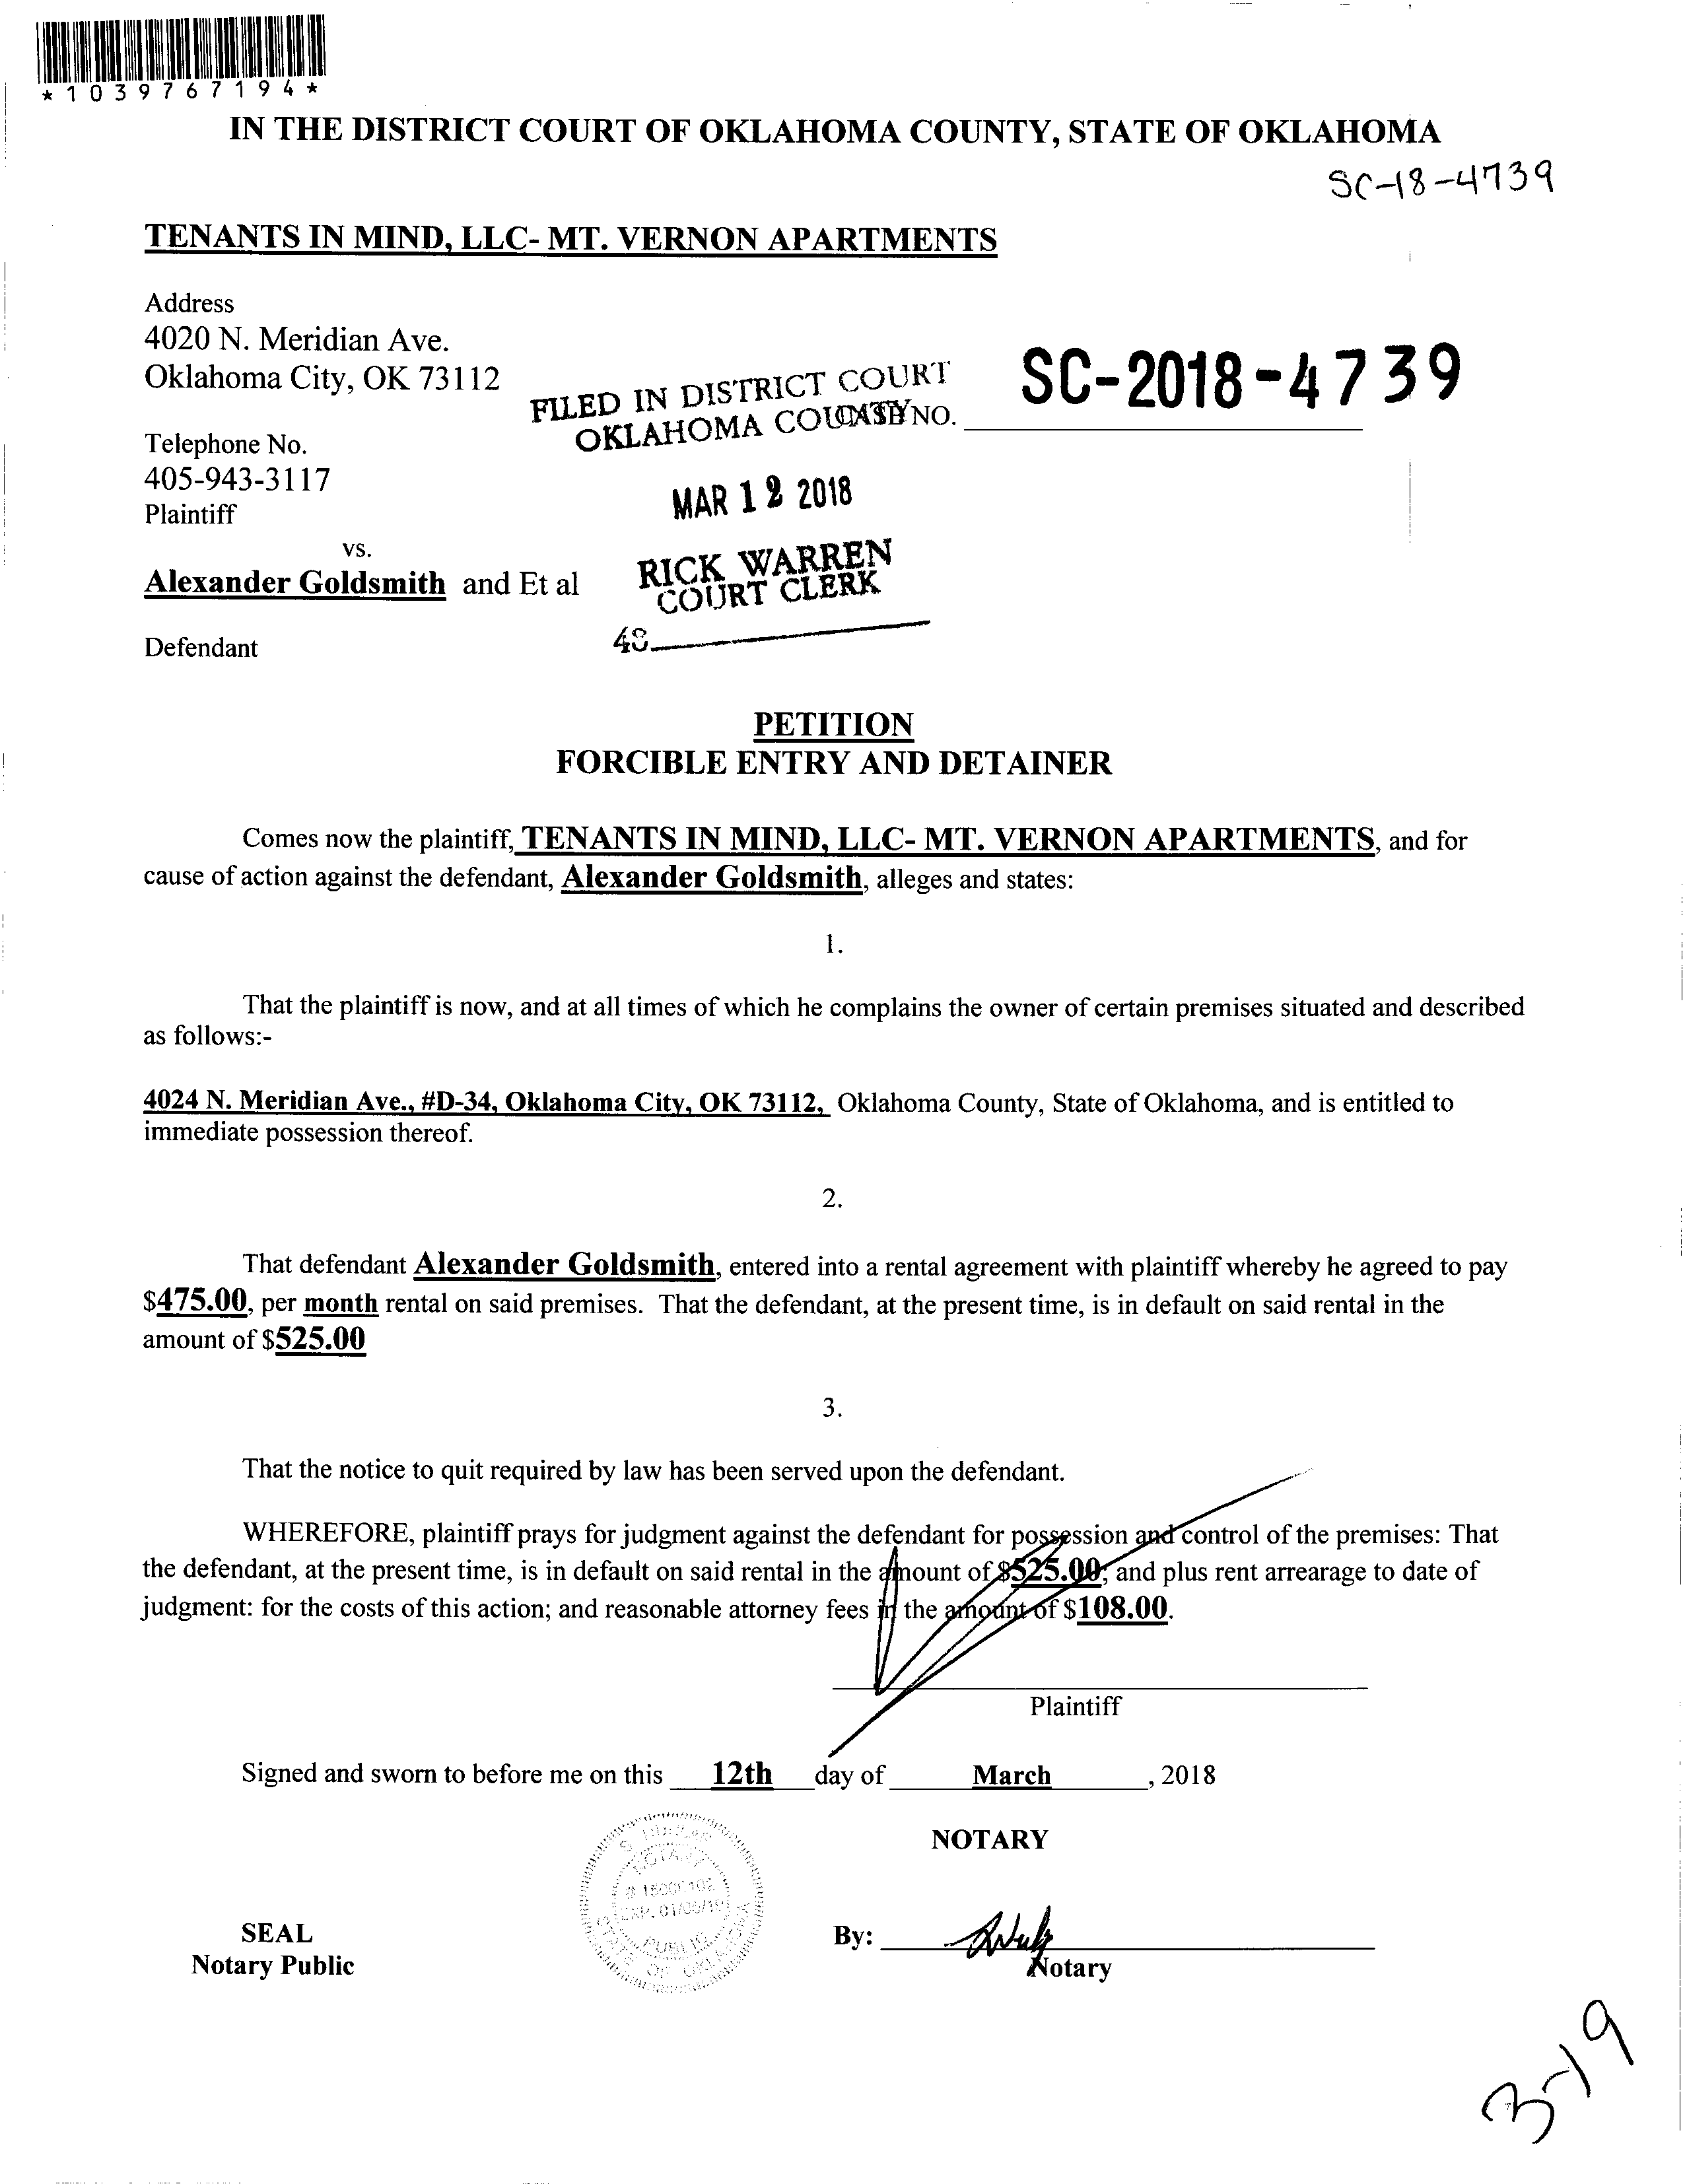 *1039767194*
IN THE DISTRICT COURT OF OKLAHOMA COUNTY, STATE OF OKLAHOMA
SC-18-4739
TENANTS IN MIND, LLC- MT. VERNON APARTMENTS
Address
4020 N. Meridian Ave.
Oklahoma City, OK 73112
FILED IN DISTRICT COURT
OKLAHOMA COUNTY
CASE NO. SC-2018-4739
Telephone No.
405-943-3117
Plaintiff
MAR 12 2018
vs.
RICK WARREN
COURT CLERK
Alexander Goldsmith and Et al
48
Defendant
PETITION
FORCIBLE ENTRY AND DETAINER
Comes now the plaintiff, TENANTS IN MIND, LLC- MT. VERNON APARTMENTS, and for
cause of action against the defendant, Alexander Goldsmith, alleges and states:
1.
That the plaintiff is now, and at all times of which he complains the owner of certain premises situated and described
as follows:-
4024 N. Meridian Ave., #D-34, Oklahoma City, OK 73112, Oklahoma County, State of Oklahoma, and is entitled to
immediate possession thereof.
2.
That defendant Alexander Goldsmith, entered into a rental agreement with plaintiff whereby he agreed to pay
$475.00, per month rental on said premises. That the defendant, at the present time, is in default on said rental in the
amount of $525.00
3.
That the notice to quit required by law has been served upon the defendant.
WHEREFORE, plaintiff prays for judgment against the defendant for possession and control of the premises: That
the defendant, at the present time, is in default on said rental in the amount of $525.00; and plus rent arrearage to date of
judgment: for the costs of this action; and reasonable attorney fees in the amount of $108.00.
Plaintiff
Signed and sworn to before me on this 12th day of March, 2018
NOTARY
NOTARY
PUBLIC
STATE OF OKLAHOMA
SEAL
Notary Public
By:
Notary
3-19